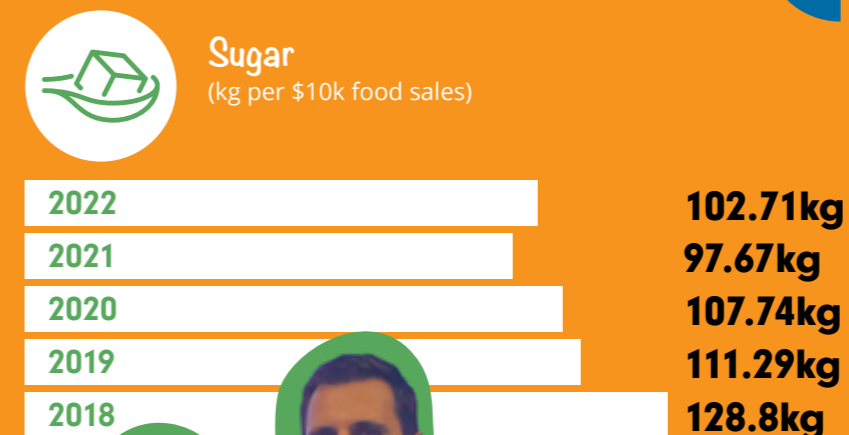 Sugar
(kg per $10k food sales)
2022 102.71kg
2021 97.67kg
2020 107.74kg
2019 111.29kg
2018 128.8kg